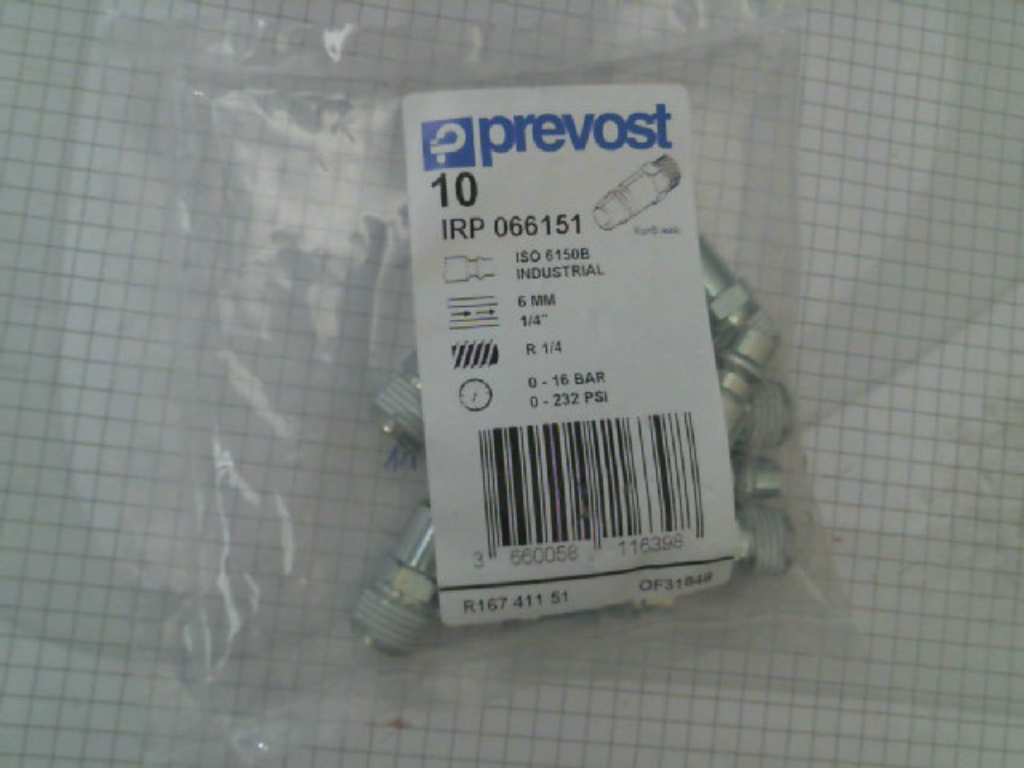 prevost
10
IRP 066151
ISO 6150B
INDUSTRIAL
6 MM
1/4"
R 1/4
0 - 16 BAR
0 - 232 PSI
3 660058 116398
R167 411 51